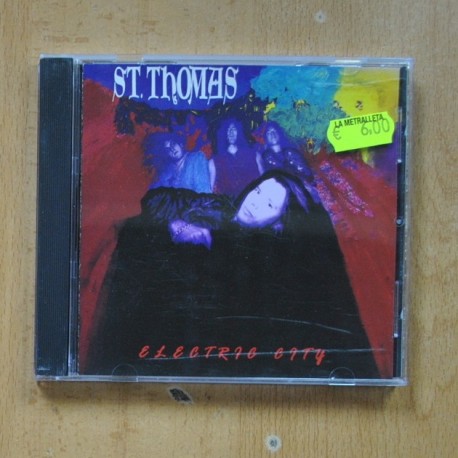 ST. THOMAS
LA METRALLETA
€ 6.00
ELECTRIC CITY